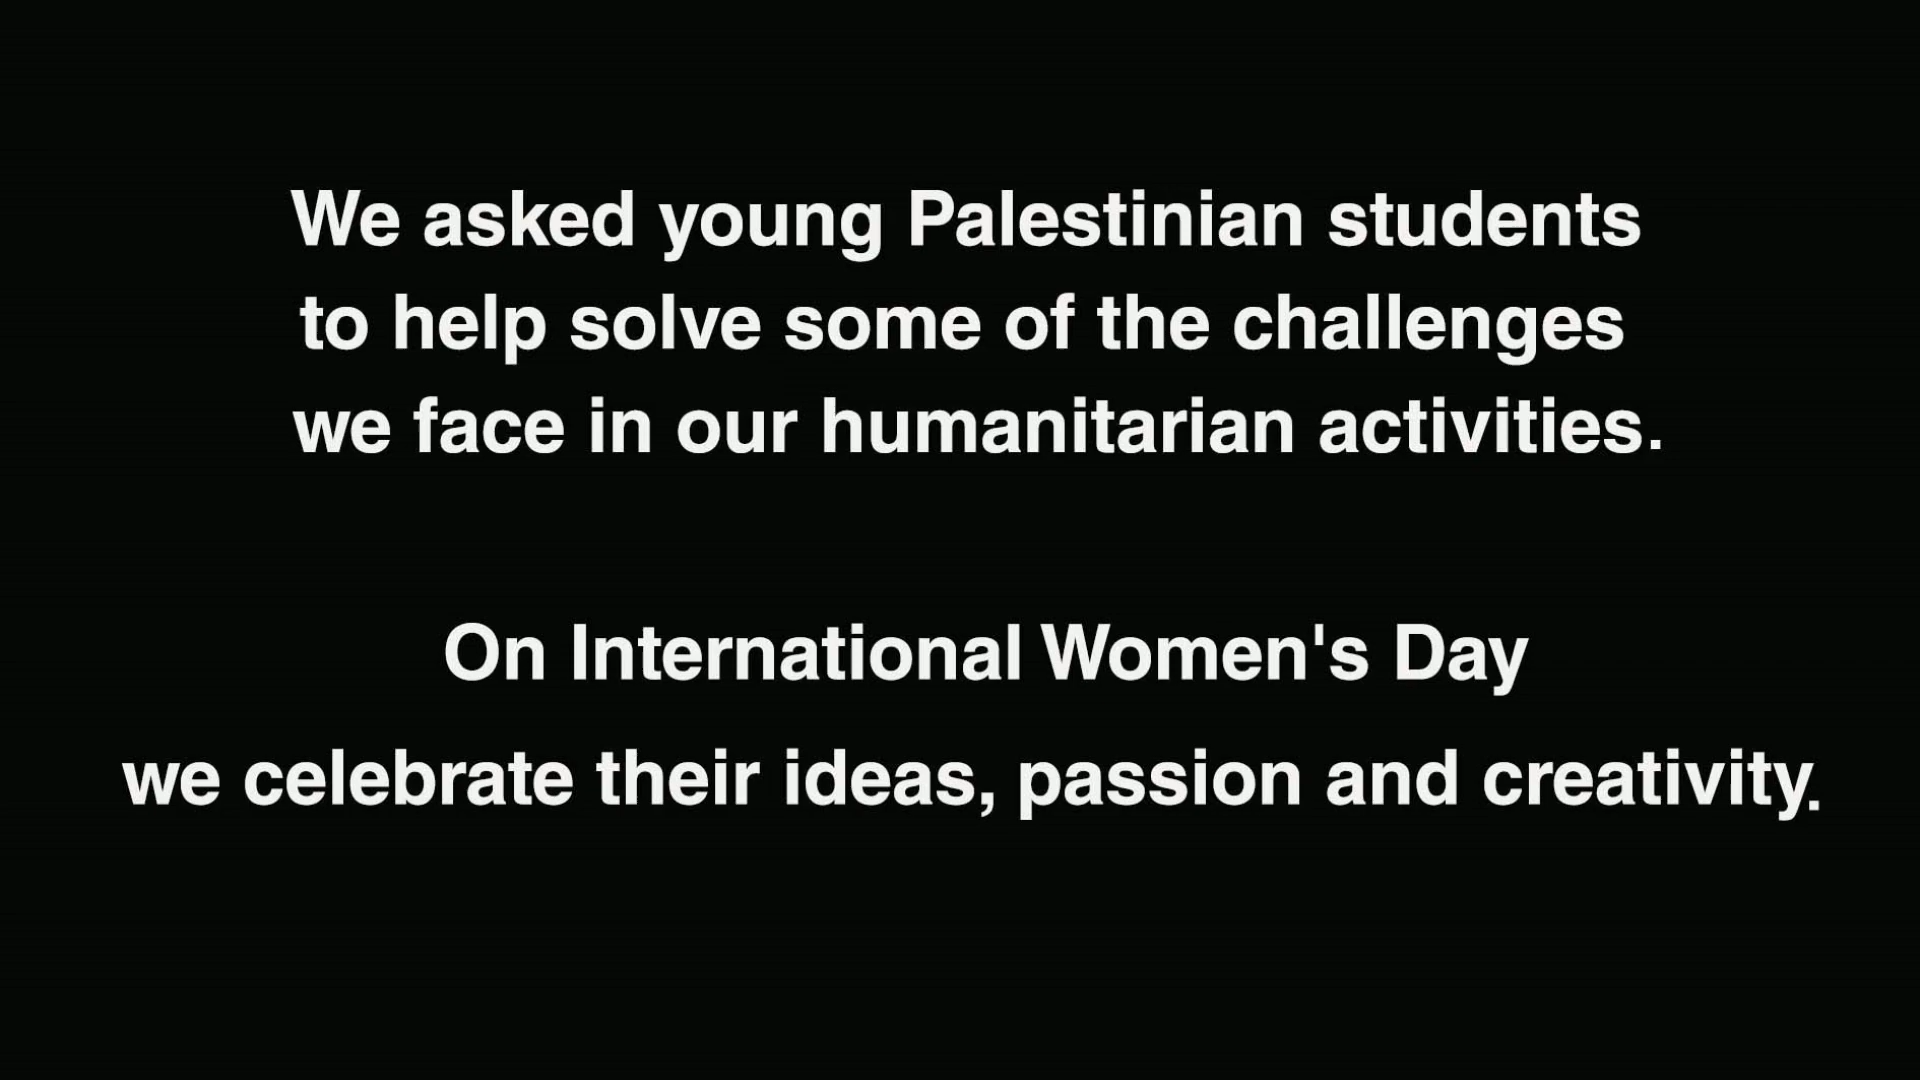 We asked young Palestinian students
to help solve some of the challenges
we face in our humanitarian activities.
On International Women's Day
we celebrate their ideas, passion and creativity.